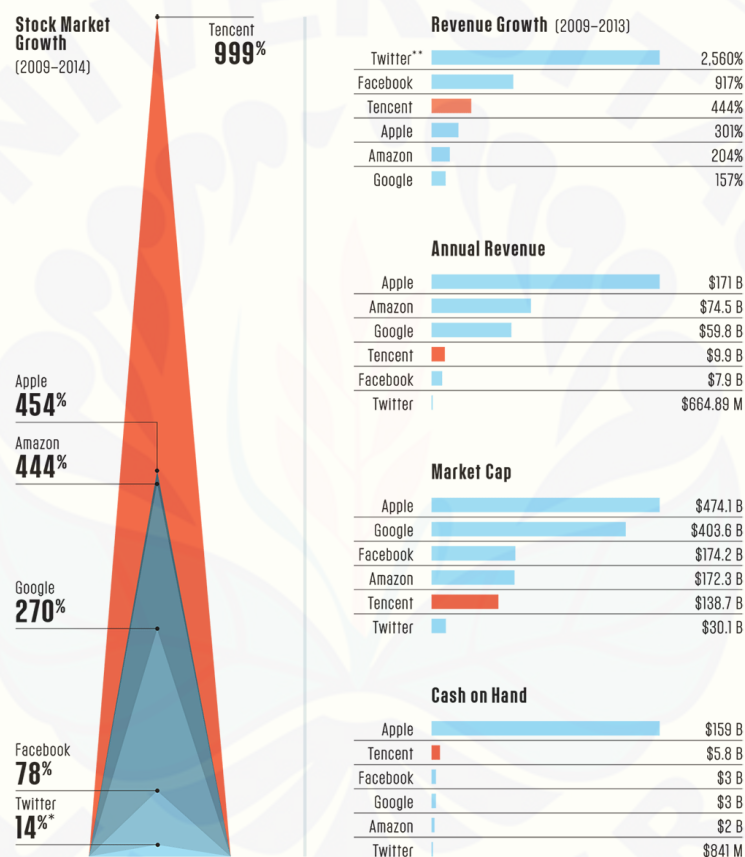 Stock Market
Growth
(2009–2014)
Tencent
999%
Apple
454%
Amazon
444%
Google
270%
Facebook
78%
Twitter
14%*
Revenue Growth (2009–2013)
Twitter** 2,560%
Facebook 917%
Tencent 444%
Apple 301%
Amazon 204%
Google 157%
Annual Revenue
Apple $171 B
Amazon $74.5 B
Google $59.8 B
Tencent $9.9 B
Facebook $7.9 B
Twitter $664.89 M
Market Cap
Apple $474.1 B
Google $403.6 B
Facebook $174.2 B
Amazon $172.3 B
Tencent $138.7 B
Twitter $30.1 B
Cash on Hand
Apple $159 B
Tencent $5.8 B
Facebook $3 B
Google $3 B
Amazon $2 B
Twitter $841 M